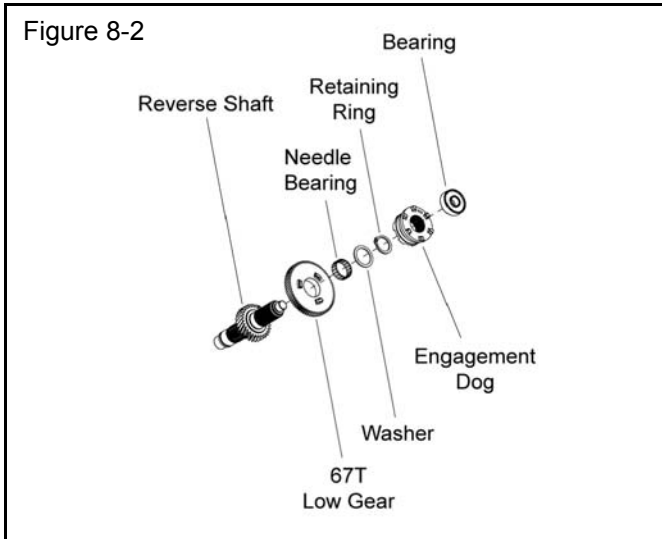 Figure 8-2
Bearing
Retaining
Ring
Reverse Shaft
Needle
Bearing
Engagement
Dog
Washer
67T
Low Gear